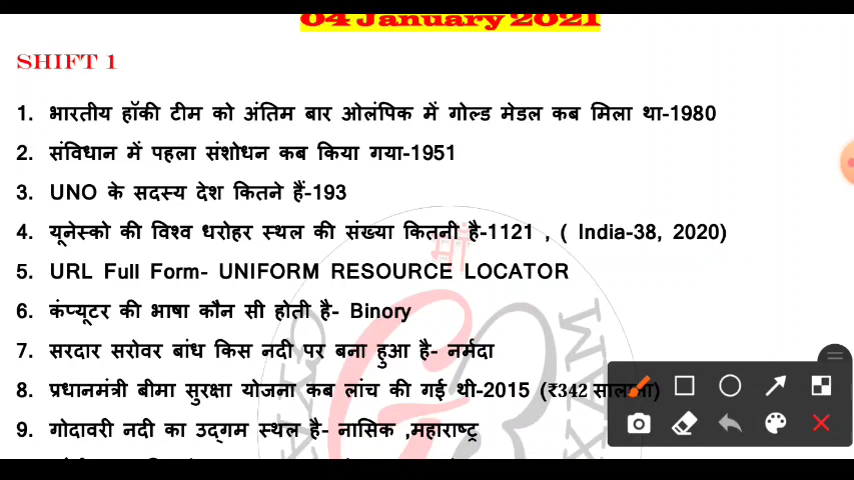 04 January 2021
SHIFT 1
1. भारतीय हॉकी टीम को अंतिम बार ओलंपिक में गोल्ड मेडल कब मिला था-1980
2. संविधान में पहला संशोधन कब किया गया-1951
3. UNO के सदस्य देश कितने हैं-193
4. यूनेस्को की विश्व धरोहर स्थल की संख्या कितनी है-1121 , ( India-38, 2020)
5. URL Full Form- UNIFORM RESOURCE LOCATOR
6. कंप्यूटर की भाषा कौन सी होती है- Binory
7. सरदार सरोवर बांध किस नदी पर बना हुआ है- नर्मदा
8. प्रधानमंत्री बीमा सुरक्षा योजना कब लांच की गई थी-2015 (₹342
9. गोदावरी नदी का उद्गम स्थल है- नासिक ,महाराष्ट्र